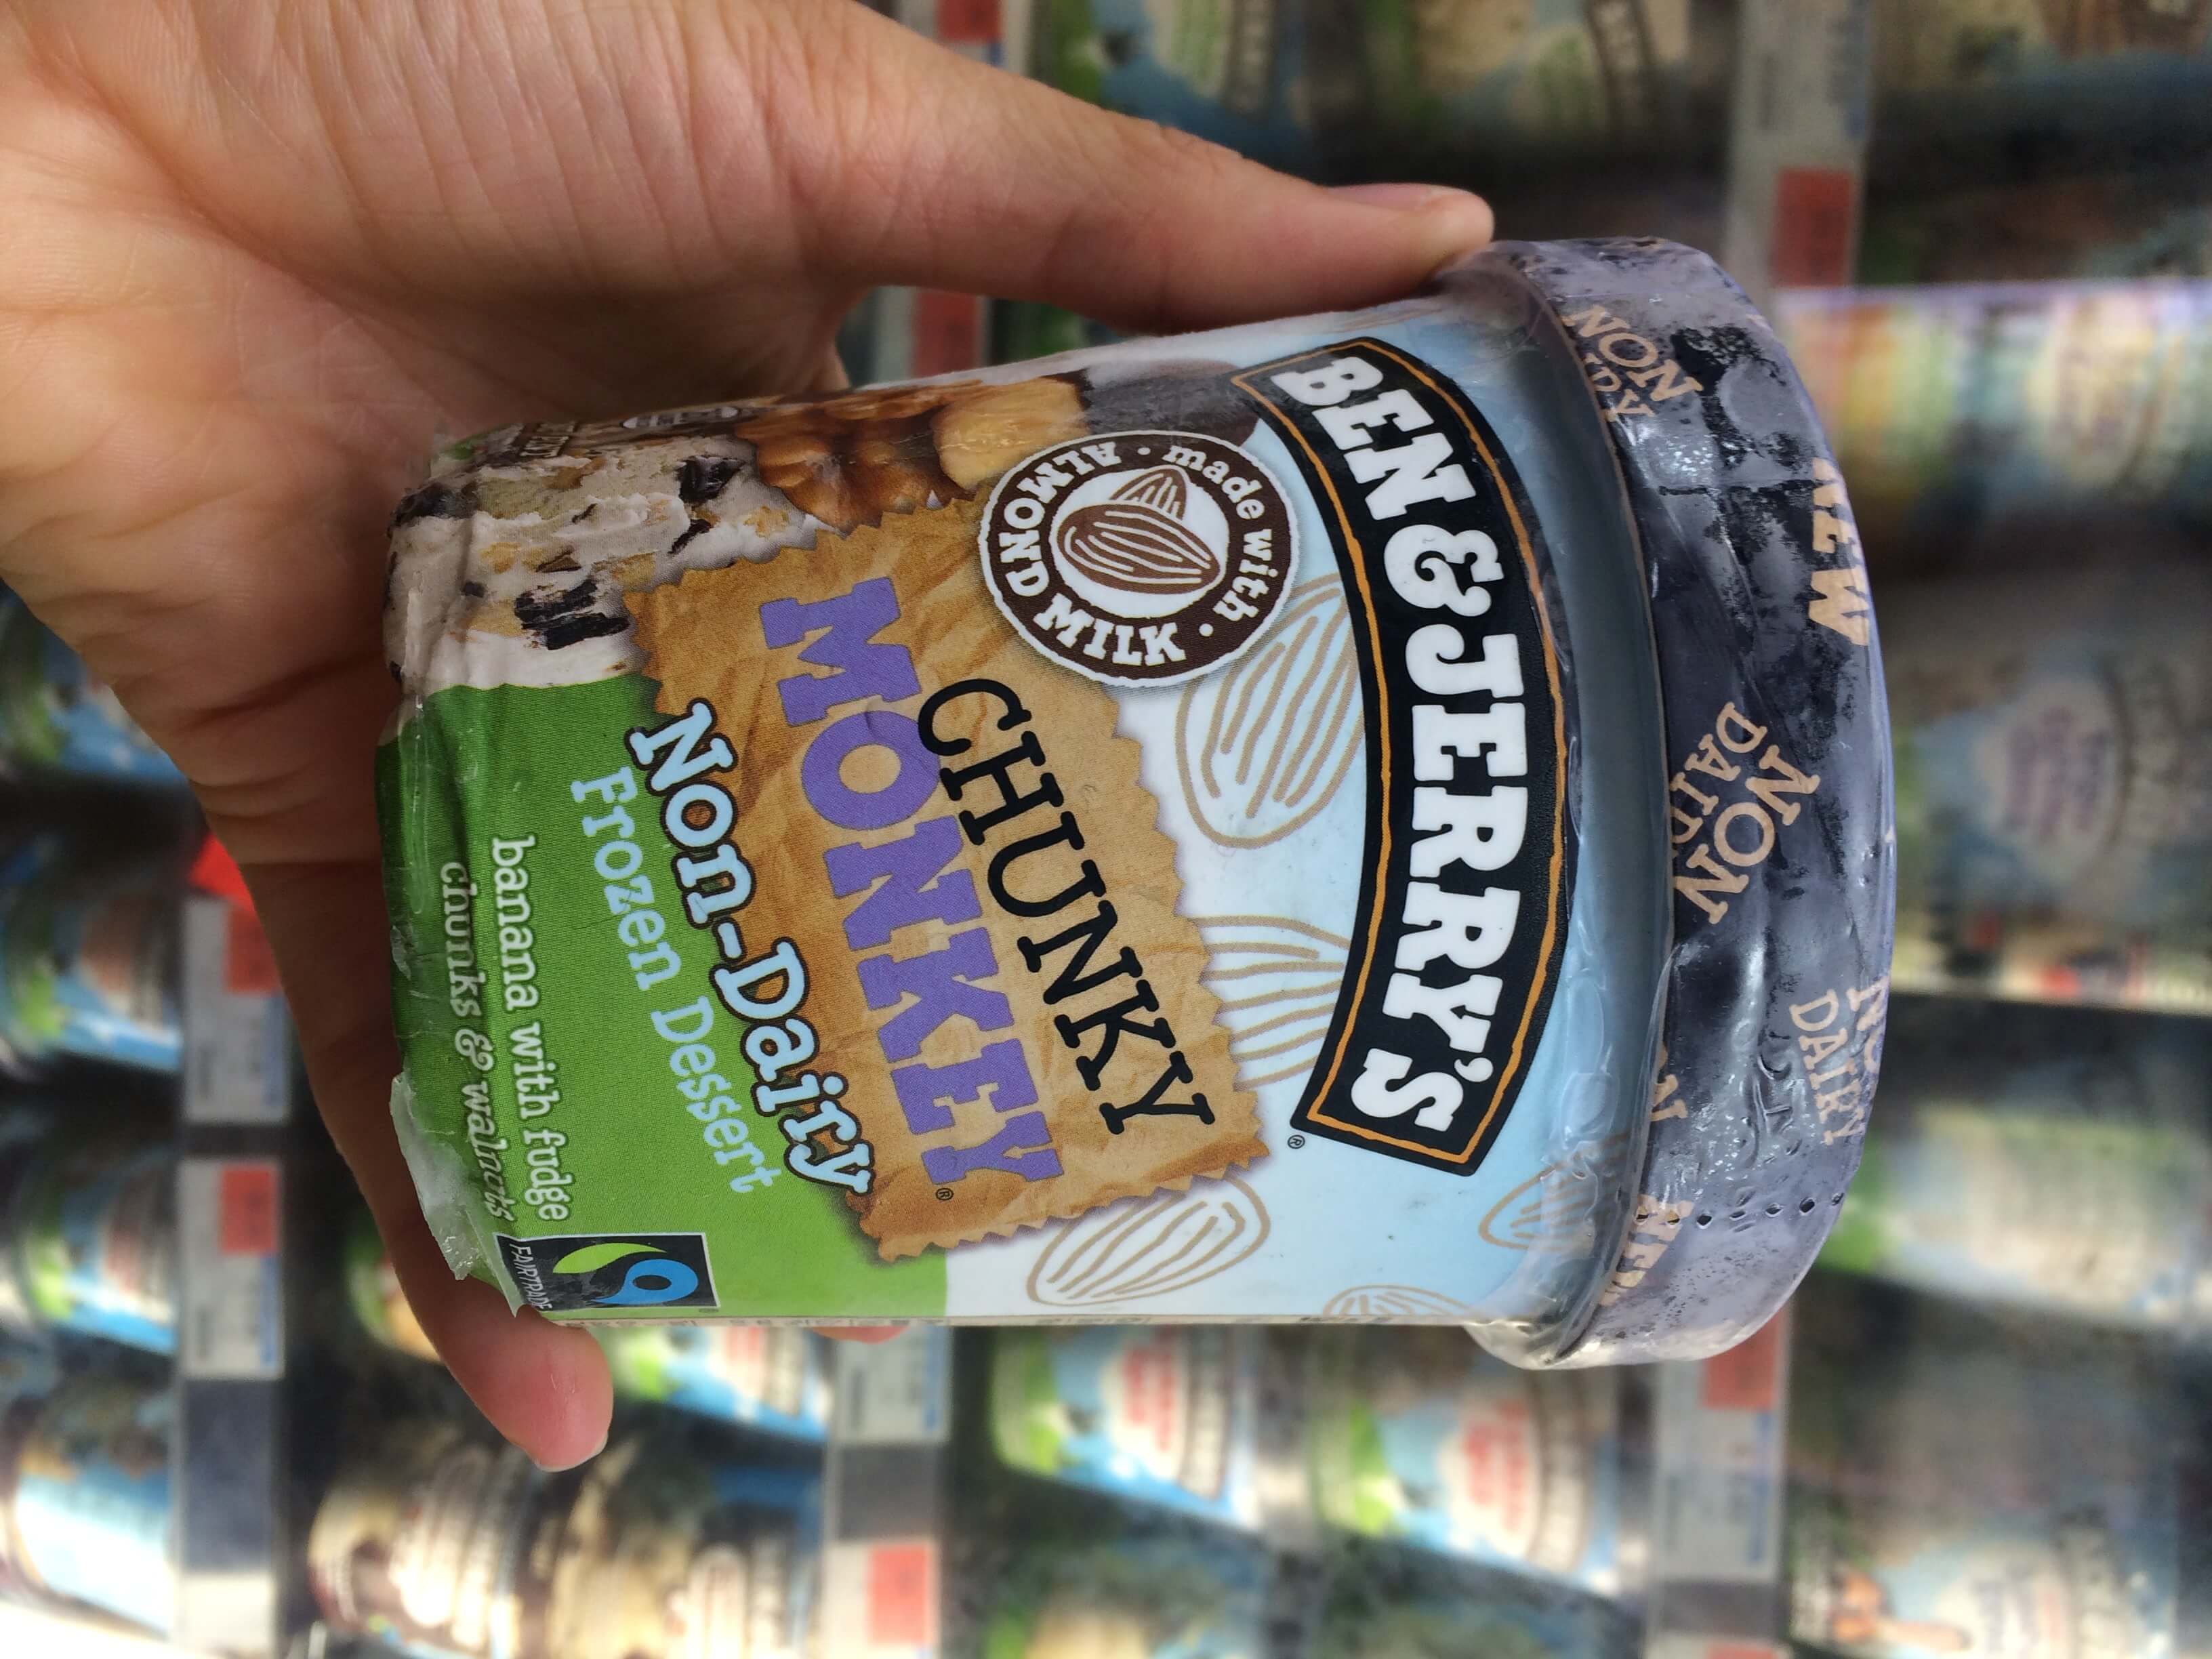 NEW
NON
DAIRY
NON
DAIRY
BEN & JERRY'S
®
made with
ALMOND MILK
CHUNKY
MONKEY®
Non-Dairy
Frozen Dessert
banana with fudge
chunks & walnuts
FAIRTRADE